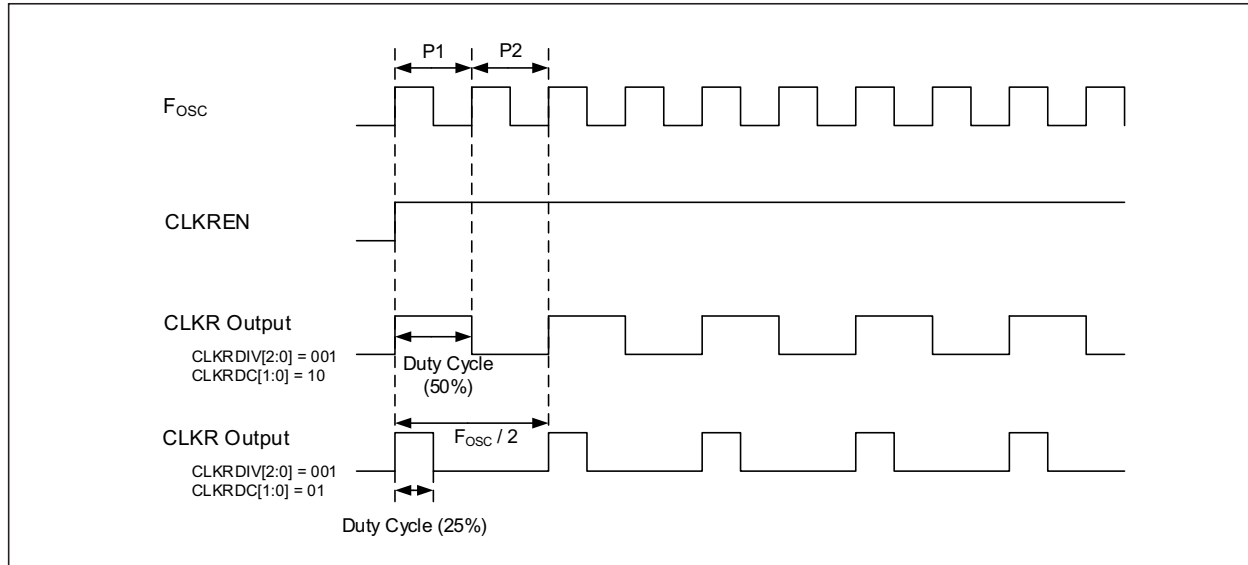 P1 P2
FOSC
CLKREN
CLKR Output
CLKRDIV[2:0] = 001
CLKRDC[1:0] = 10
Duty Cycle
(50%)
FOSC / 2
CLKR Output
CLKRDIV[2:0] = 001
CLKRDC[1:0] = 01
Duty Cycle (25%)